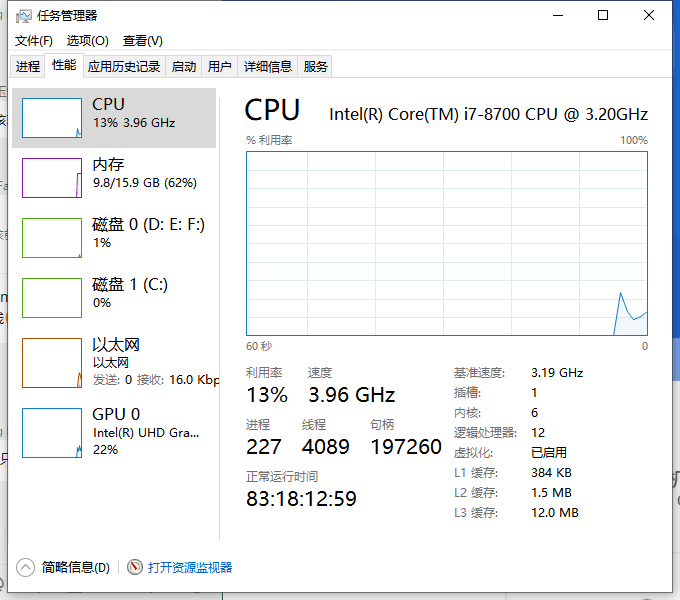 任务管理器
文件(F) 选项(O) 查看(V)
进程 性能 应用历史记录 启动 用户 详细信息 服务
CPU
13% 3.96 GHz
内存
9.8/15.9 GB (62%)
磁盘 0 (D: E: F:)
1%
磁盘 1 (C:)
0%
以太网
以太网
发送: 0 接收: 16.0 Kbp
GPU 0
Intel(R) UHD Gra...
22%
CPU Intel(R) Core(TM) i7-8700 CPU @ 3.20GHz
% 利用率 100%
60 秒 0
利用率 速度
13% 3.96 GHz
进程 线程 句柄
227 4089 197260
正常运行时间
83:18:12:59
基准速度: 3.19 GHz
插槽: 1
内核: 6
逻辑处理器: 12
虚拟化: 已启用
L1 缓存: 384 KB
L2 缓存: 1.5 MB
L3 缓存: 12.0 MB
简略信息(D) 打开资源监视器